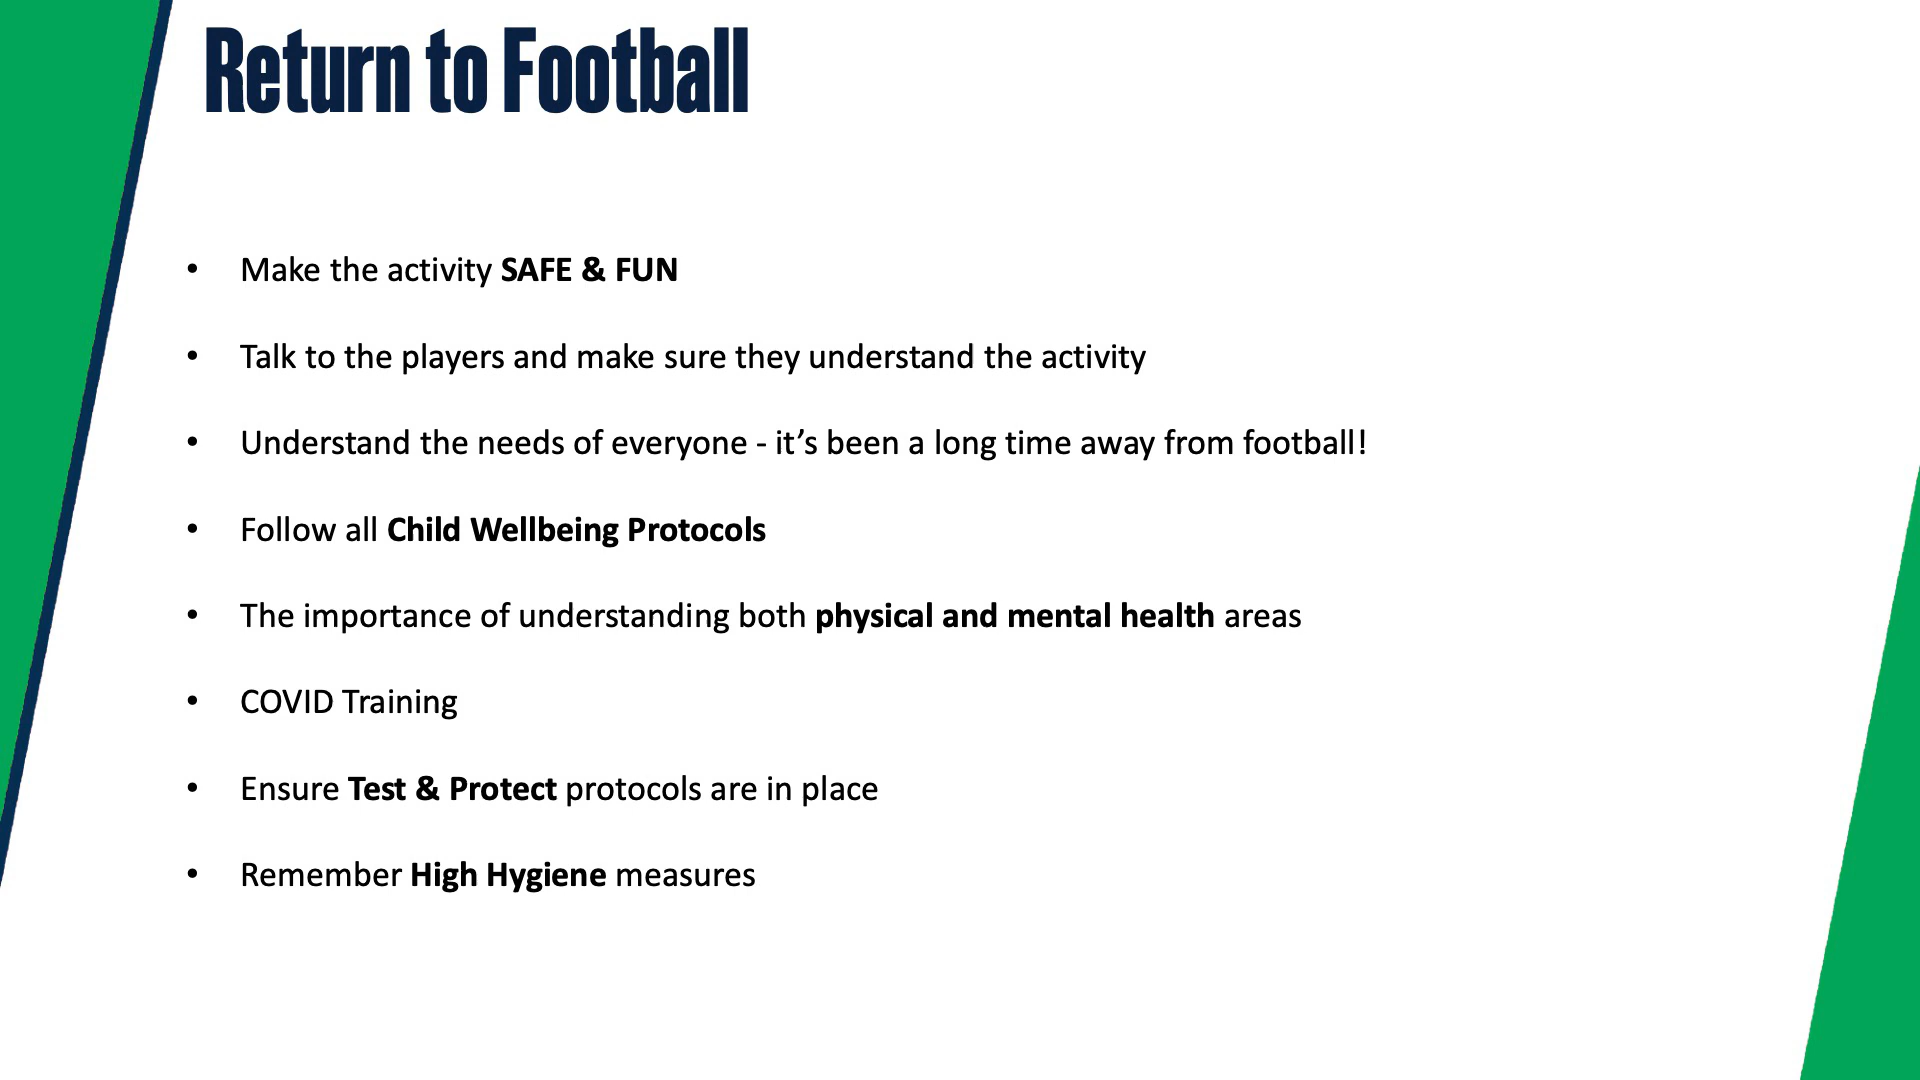 Return to Football
• Make the activity SAFE & FUN
• Talk to the players and make sure they understand the activity
• Understand the needs of everyone - it’s been a long time away from football!
• Follow all Child Wellbeing Protocols
• The importance of understanding both physical and mental health areas
• COVID Training
• Ensure Test & Protect protocols are in place
• Remember High Hygiene measures